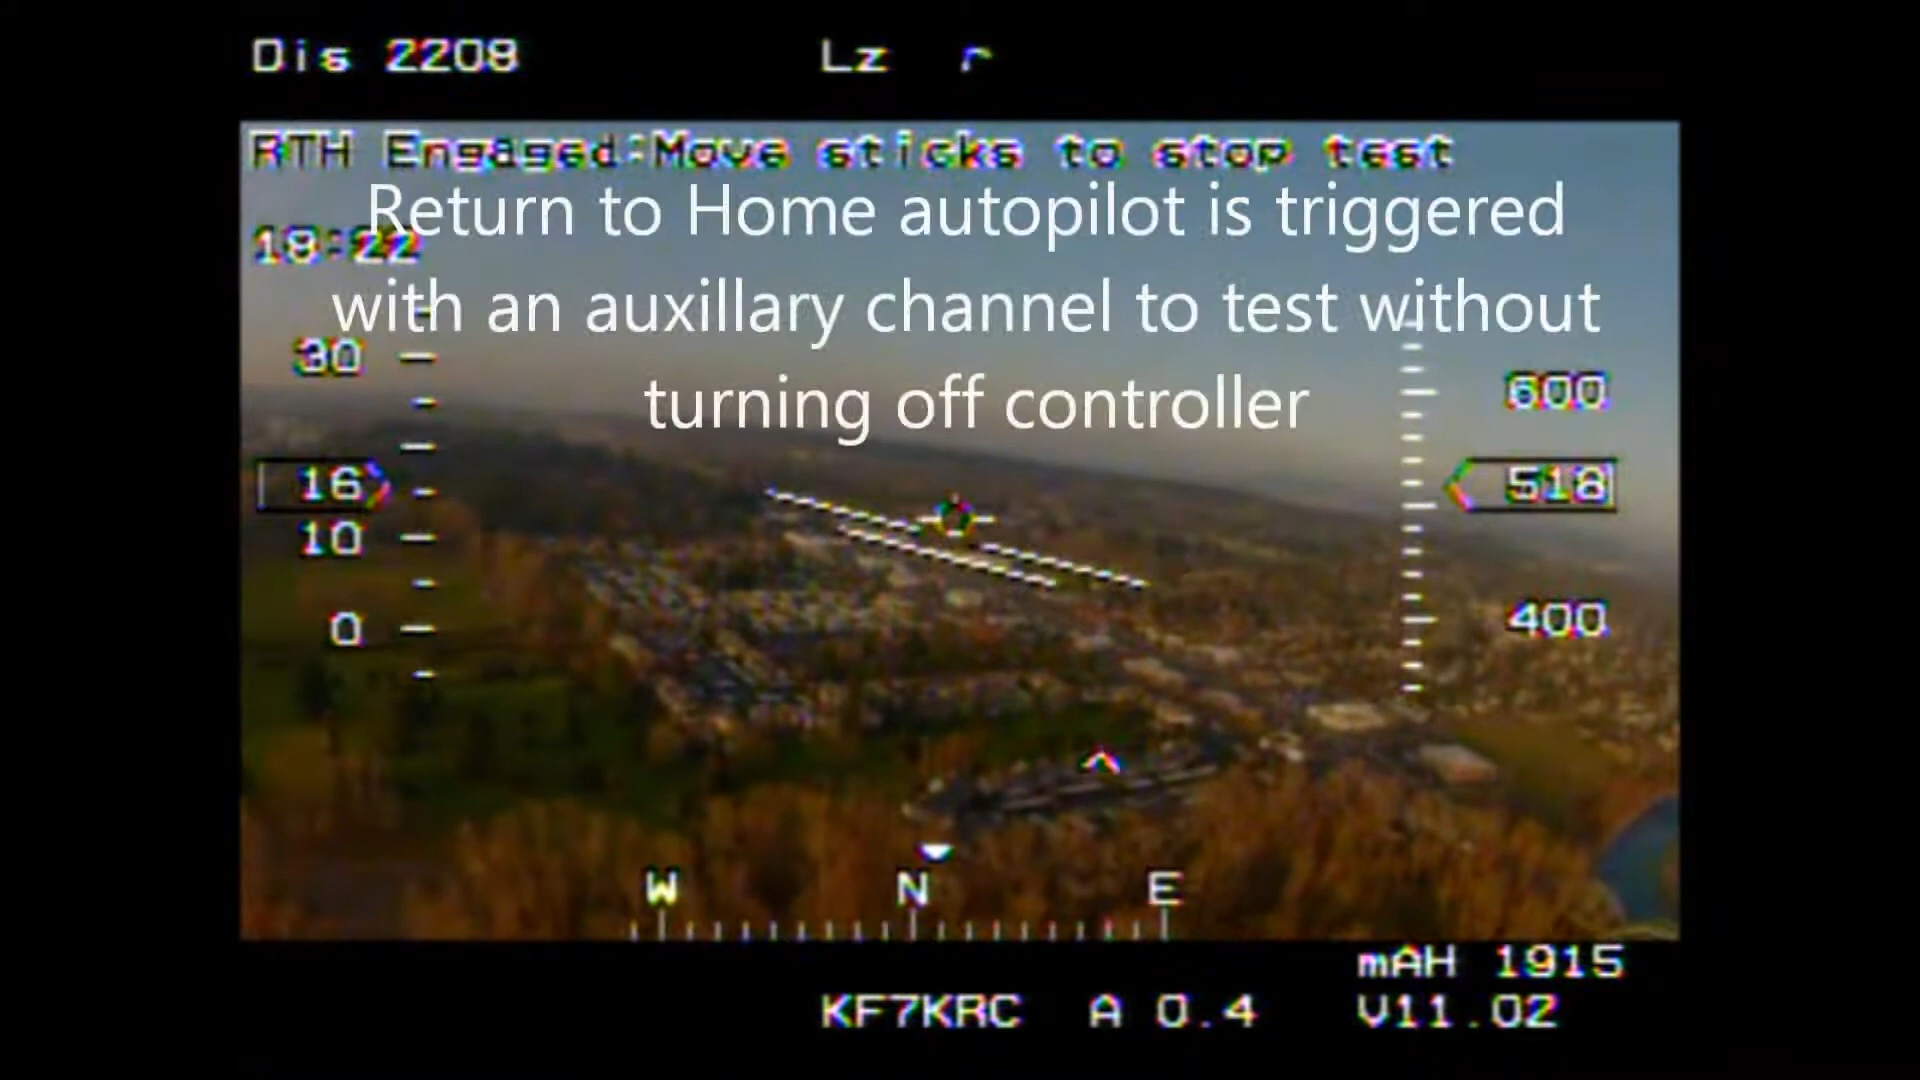 Dis 2208 Lz r
RTH Engaged:Move sticks to stop test
Return to Home autopilot is triggered
18:22
with an auxillary channel to test without
30
600
turning off controller
16
518
10
0
400
W N E
mAH 1915
KF7KRC A 0.4 V11.02